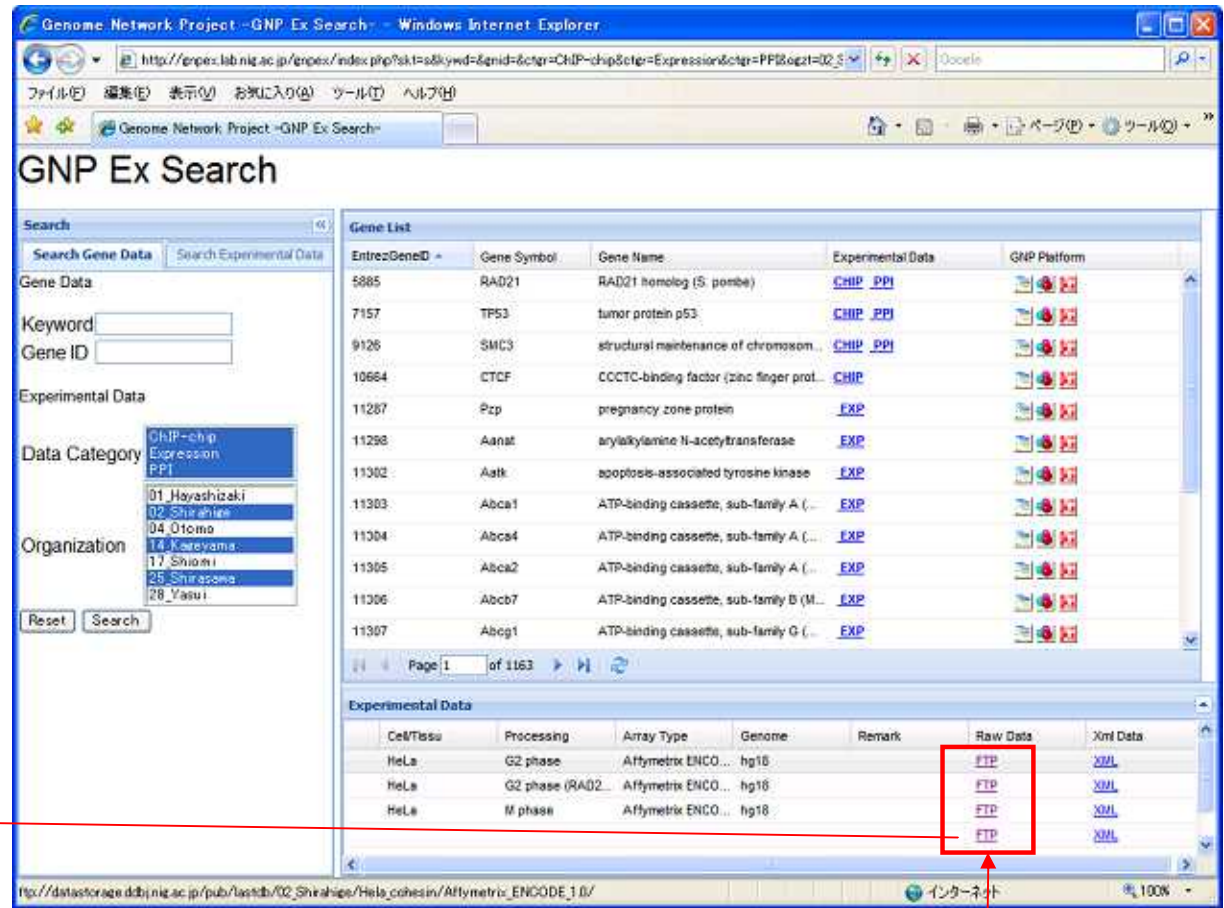 Genome Network Project -GNP Ex Search- - Windows Internet Explorer
http://gnpex.lab.nig.ac.jp/gnpex/index.php?skt=s&kywd=&gnid=&ctgr=ChIP-chip&ctgr=Expression&ctgr=PPI&ogzt=02_S
Google
ファイル(F) 編集(E) 表示(V) お気に入り(A) ツール(T) ヘルプ(H)
Genome Network Project -GNP Ex Search-
ページ(P) ツール(O) »
GNP Ex Search
Search
Search Gene Data Search Experimental Data
Gene Data
Keyword
Gene ID
Experimental Data
Data Category
ChIP-chip
Expression
PPI
Organization
01_Hayashizaki
02_Shirahige
04_Otomo
14_Kageyama
17_Shiomi
25_Shirasawa
28_Yasui
Reset Search
Gene List
EntrezGeneID Gene Symbol Gene Name Experimental Data GNP Platform
5885 RAD21 RAD21 homolog (S. pombe) CHIP PPI
7157 TP53 tumor protein p53 CHIP PPI
9126 SMC3 structural maintenance of chromosom... CHIP PPI
10664 CTCF CCCTC-binding factor (zinc finger prot... CHIP
11287 Pzp pregnancy zone protein EXP
11298 Aanat arylalkylamine N-acetyltransferase EXP
11302 Aatk apoptosis-associated tyrosine kinase EXP
11303 Abca1 ATP-binding cassette, sub-family A (... EXP
11304 Abca4 ATP-binding cassette, sub-family A (... EXP
11305 Abca2 ATP-binding cassette, sub-family A (... EXP
11306 Abcb7 ATP-binding cassette, sub-family B (M... EXP
11307 Abcg1 ATP-binding cassette, sub-family G (... EXP
Page 1 of 1163
Experimental Data
Cell/Tissu Processing Array Type Genome Remark Raw Data Xml Data
HeLa G2 phase Affymetrix ENCO... hg18 FTP XML
HeLa G2 phase (RAD2... Affymetrix ENCO... hg18 FTP XML
HeLa M phase Affymetrix ENCO... hg18 FTP XML
FTP XML
ftp://datastorage.ddbj.nig.ac.jp/pub/lastdb/02_Shirahige/Hela_cohesin/Affymetrix_ENCODE_1.0/
インターネット 100%